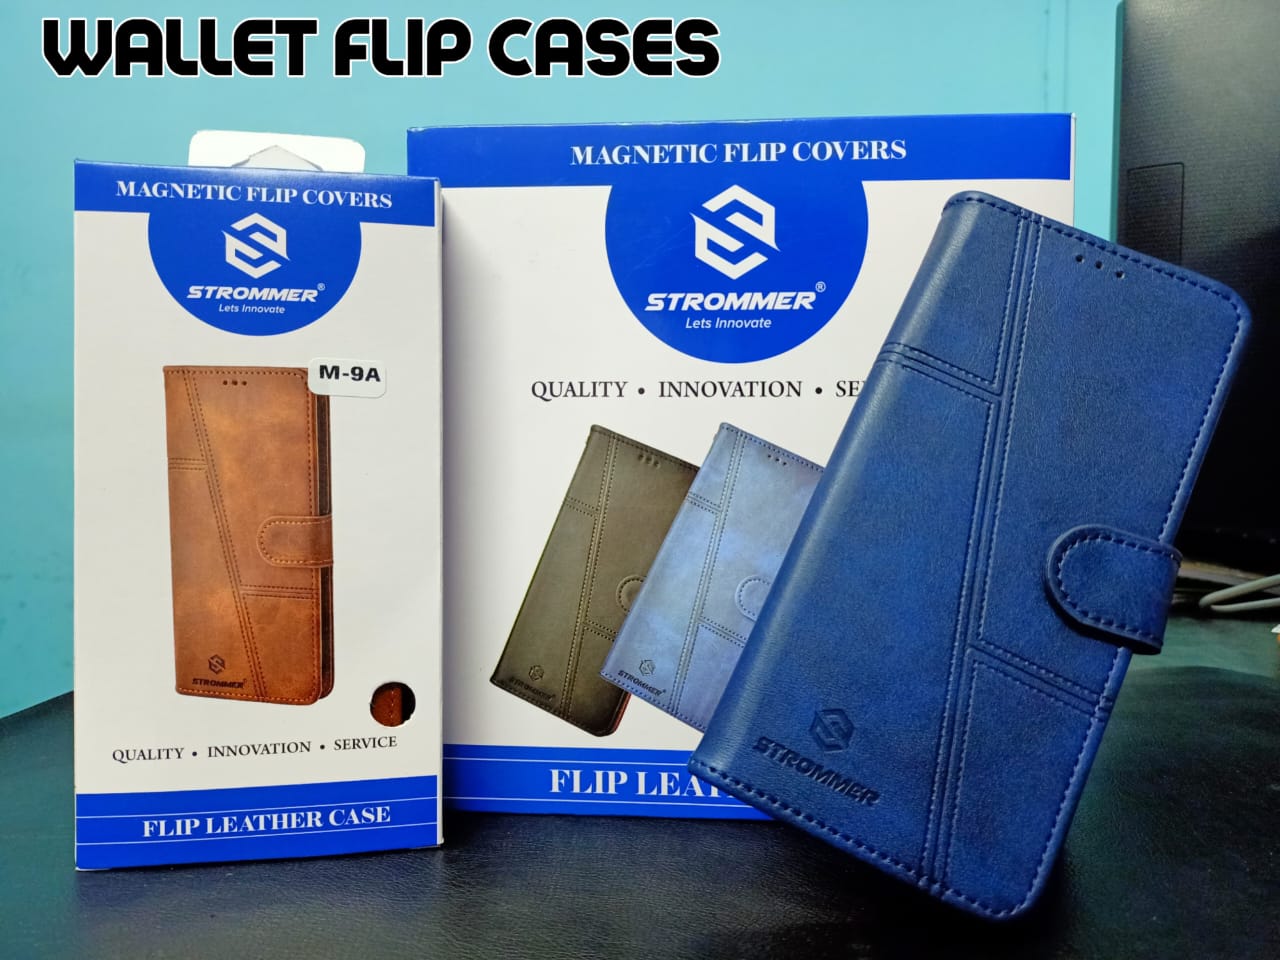 WALLET FLIP CASES
MAGNETIC FLIP COVERS
STROMMER®
Lets Innovate
M-9A
STROMMER
QUALITY • INNOVATION • SERVICE
FLIP LEATHER CASE
MAGNETIC FLIP COVERS
STROMMER®
Lets Innovate
QUALITY • INNOVATION • SE
STROMMER
STROMMER
FLIP LEAT
STROMMER